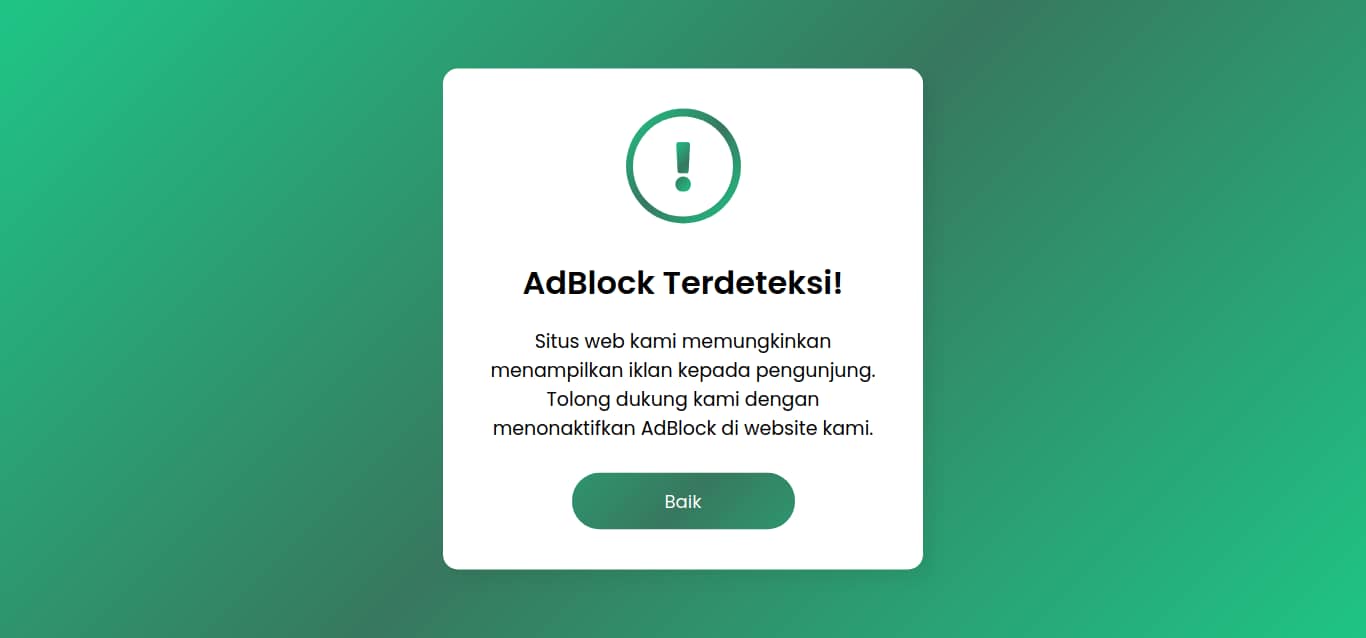 AdBlock Terdeteksi!
Situs web kami memungkinkan
menampilkan iklan kepada pengunjung.
Tolong dukung kami dengan
menonaktifkan AdBlock di website kami.
Baik